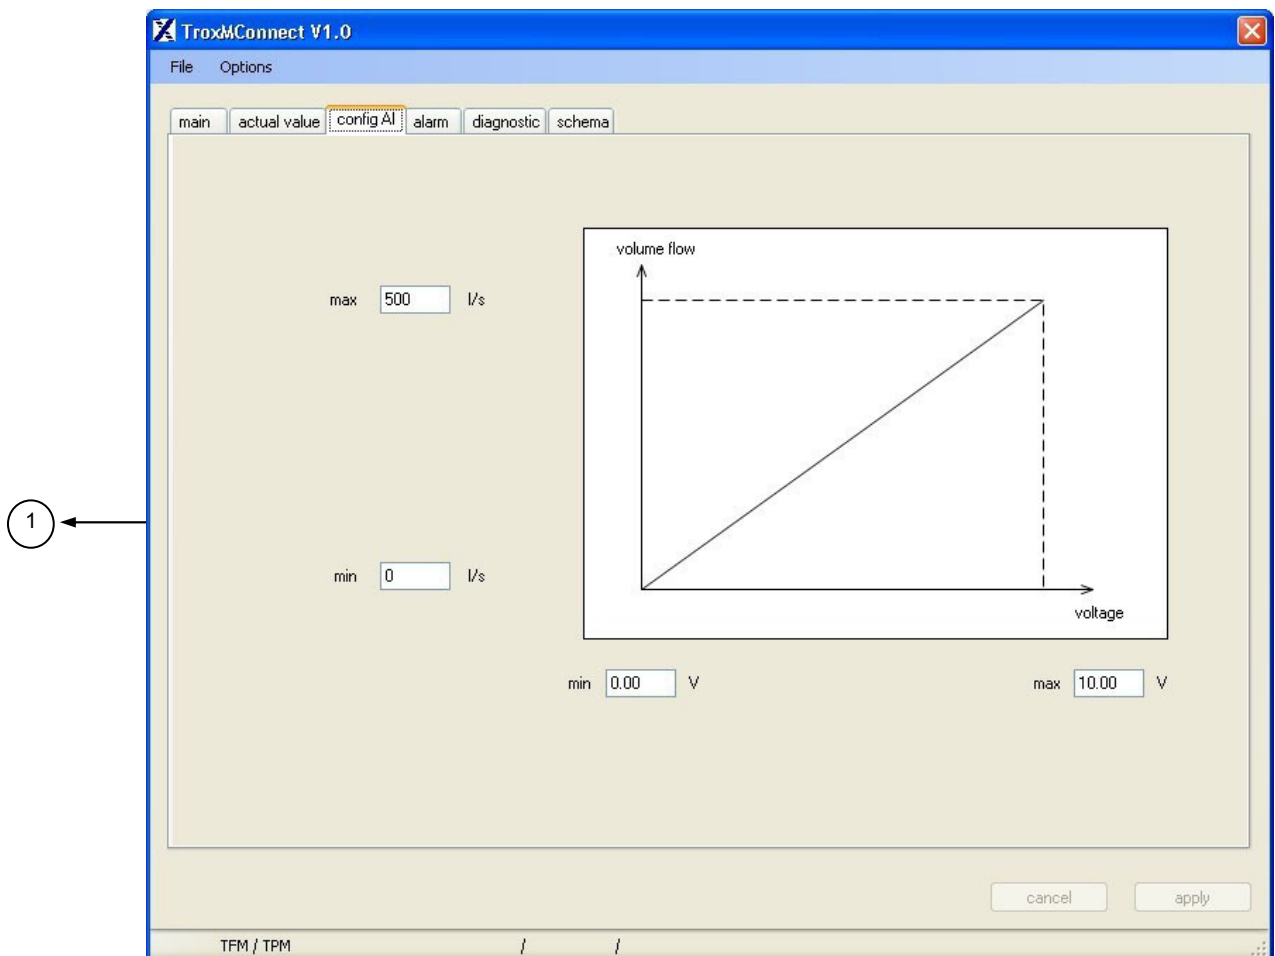 TroxMConnect V1.0
File Options
main actual value config AI alarm diagnostic schema
volume flow
max 500 l/s
1
min 0 l/s
voltage
min 0.00 V max 10.00 V
cancel apply
TFM / TPM / /